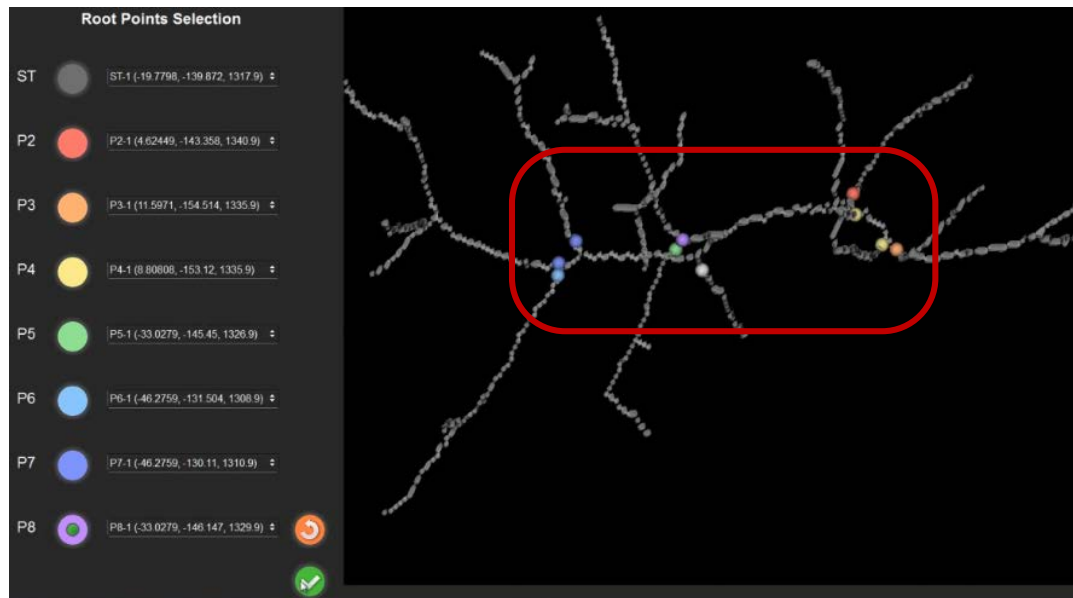 Root Points Selection
ST ST-1 (-19.7798, -139.872, 1317.9)
P2 P2-1 (4.62449, -143.358, 1340.9)
P3 P3-1 (11.5971, -154.514, 1335.9)
P4 P4-1 (8.80808, -153.12, 1335.9)
P5 P5-1 (-33.0279, -145.45, 1326.9)
P6 P6-1 (-46.2759, -131.504, 1308.9)
P7 P7-1 (-46.2759, -130.11, 1310.9)
P8 P8-1 (-33.0279, -146.147, 1329.9)